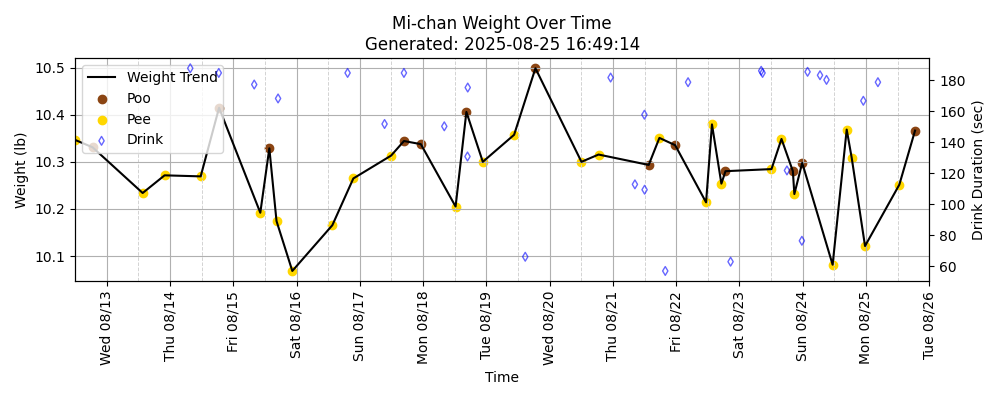 Mi-chan Weight Over Time
Generated: 2025-08-25 16:49:14
Weight (lb)
10.5
10.4
10.3
10.2
10.1
Weight Trend
Poo
Pee
Drink
180
160
140
120
100
80
60
Drink Duration (sec)
Wed 08/13
Thu 08/14
Fri 08/15
Sat 08/16
Sun 08/17
Mon 08/18
Tue 08/19
Wed 08/20
Thu 08/21
Fri 08/22
Sat 08/23
Sun 08/24
Mon 08/25
Tue 08/26
Time